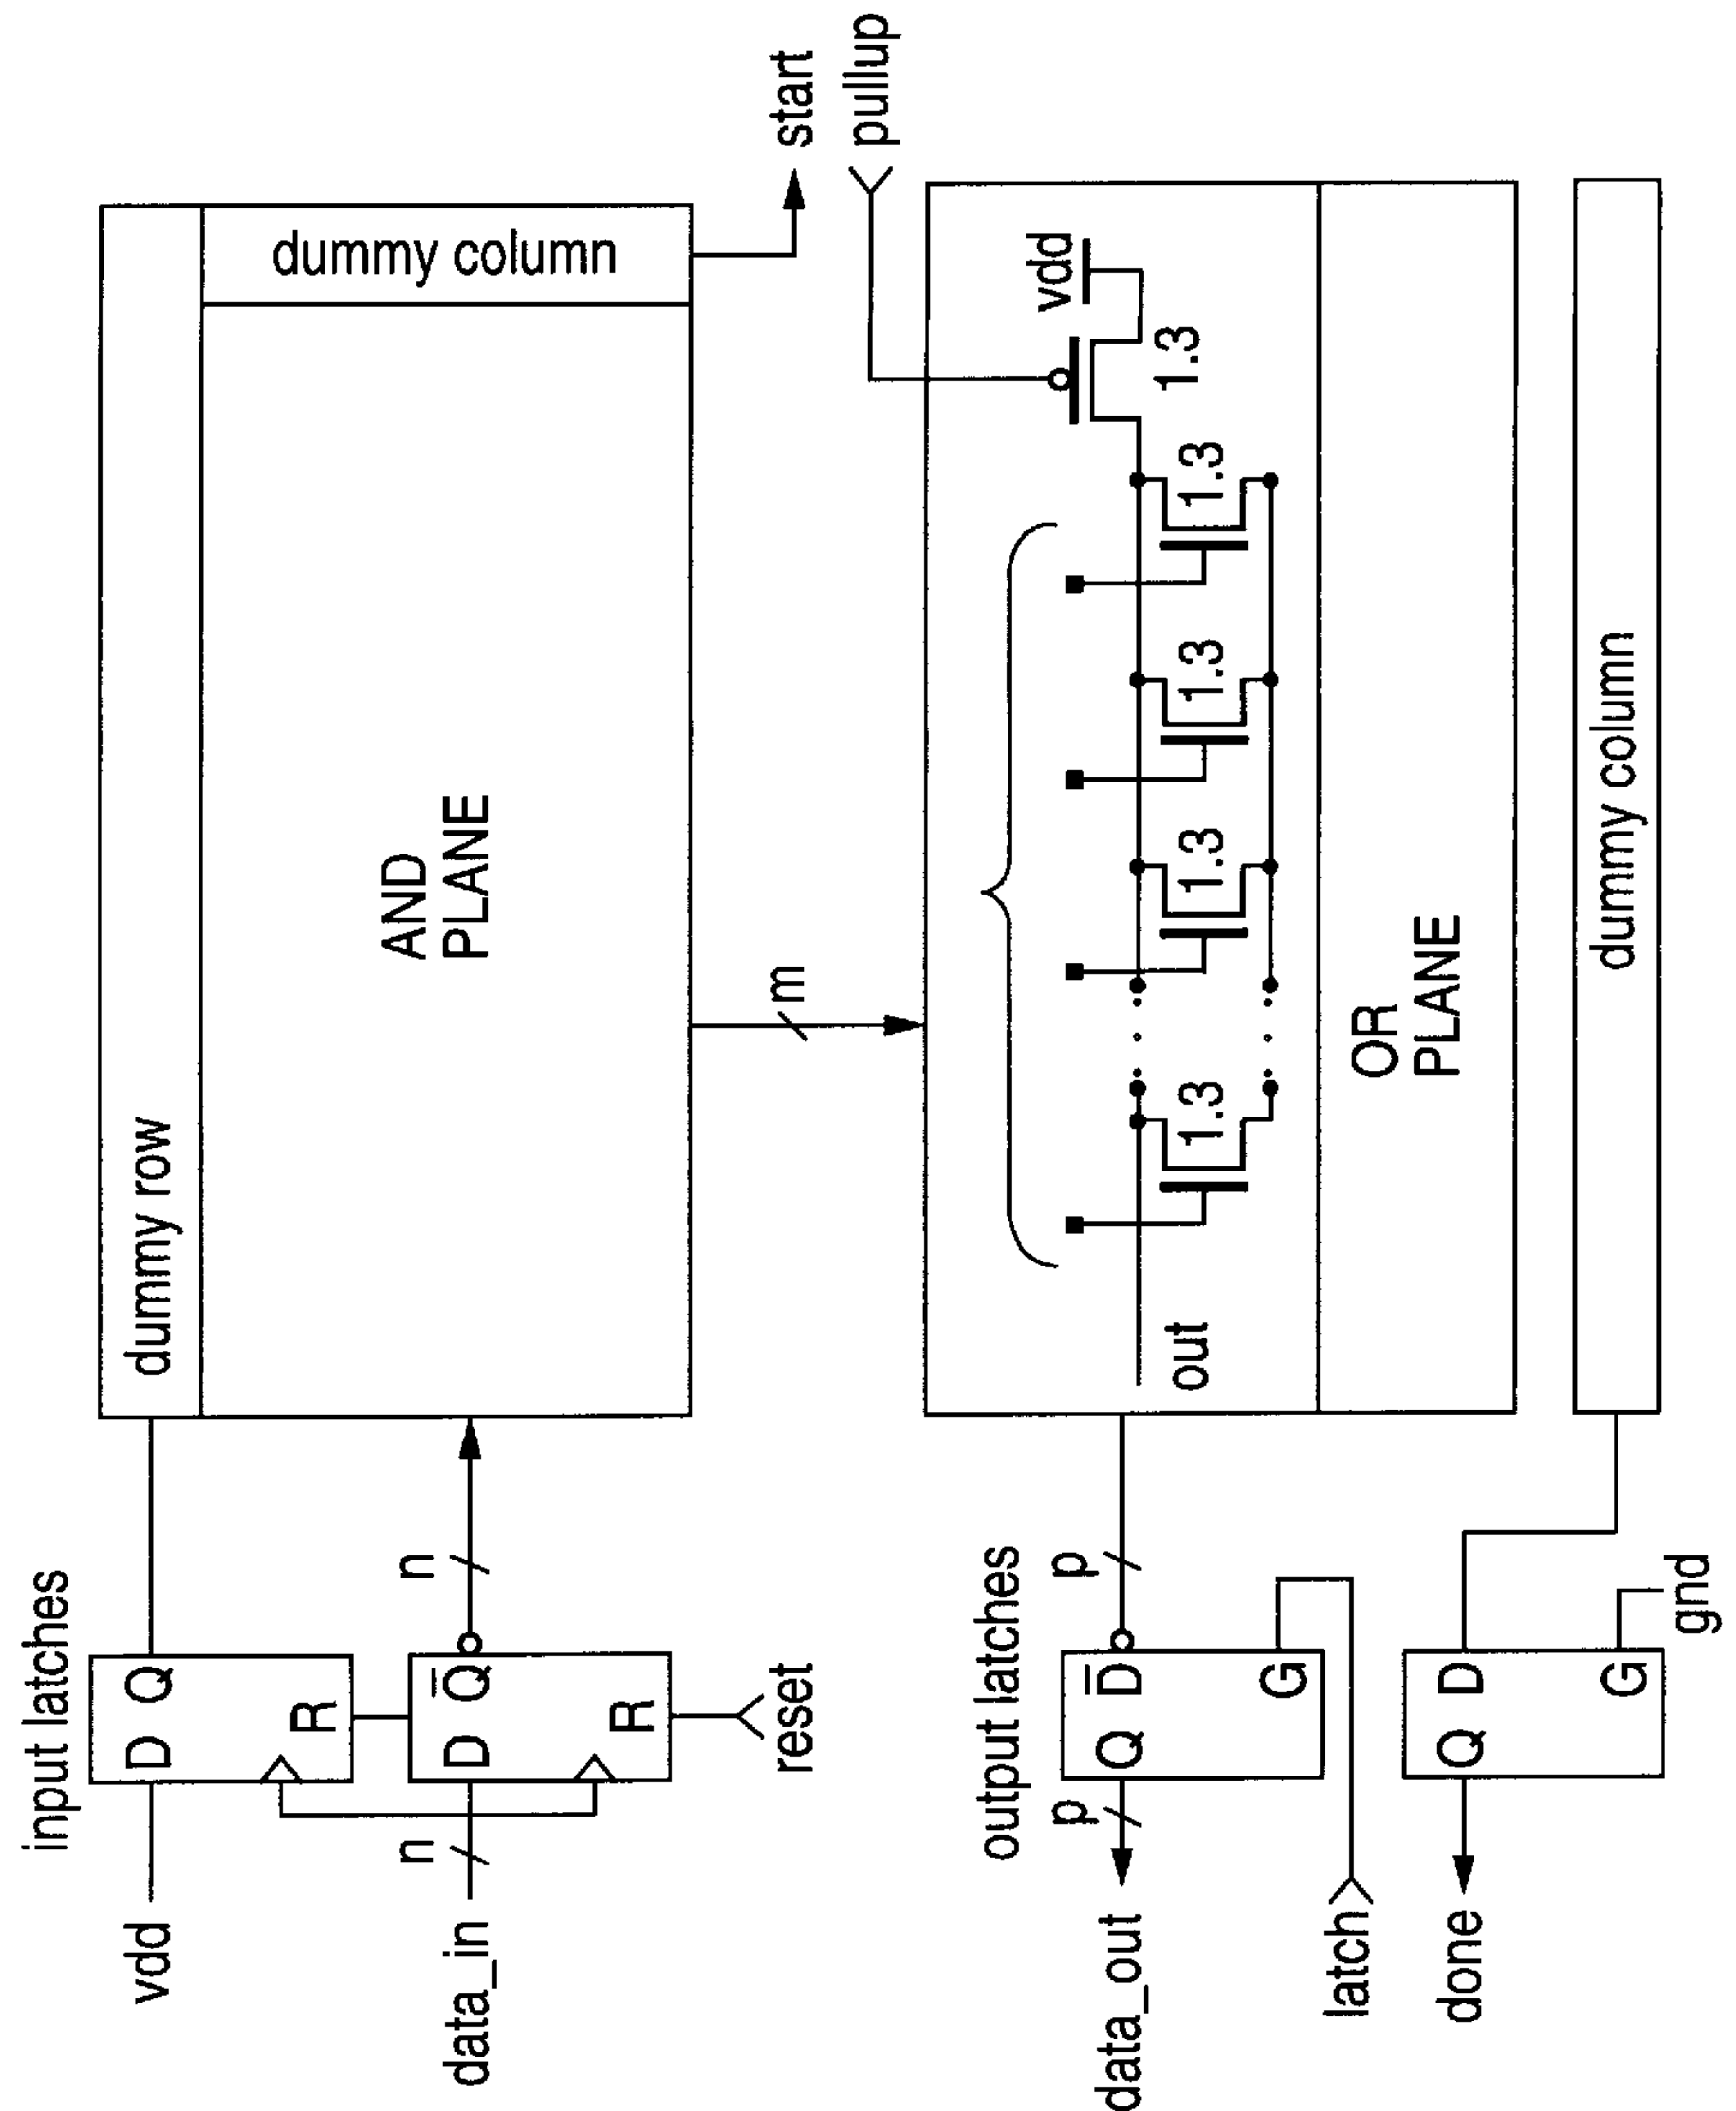 input latches
vdd
D Q
R
dummy row
dummy column
AND
PLANE
start
data_in
n
D Q̅
R
n
reset
m
pullup
output latches
data_out
p
Q D̅
G
p
latch
out
1.3
1.3
1.3
1.3
1.3
vdd
OR
PLANE
done
Q D
G
gnd
dummy column